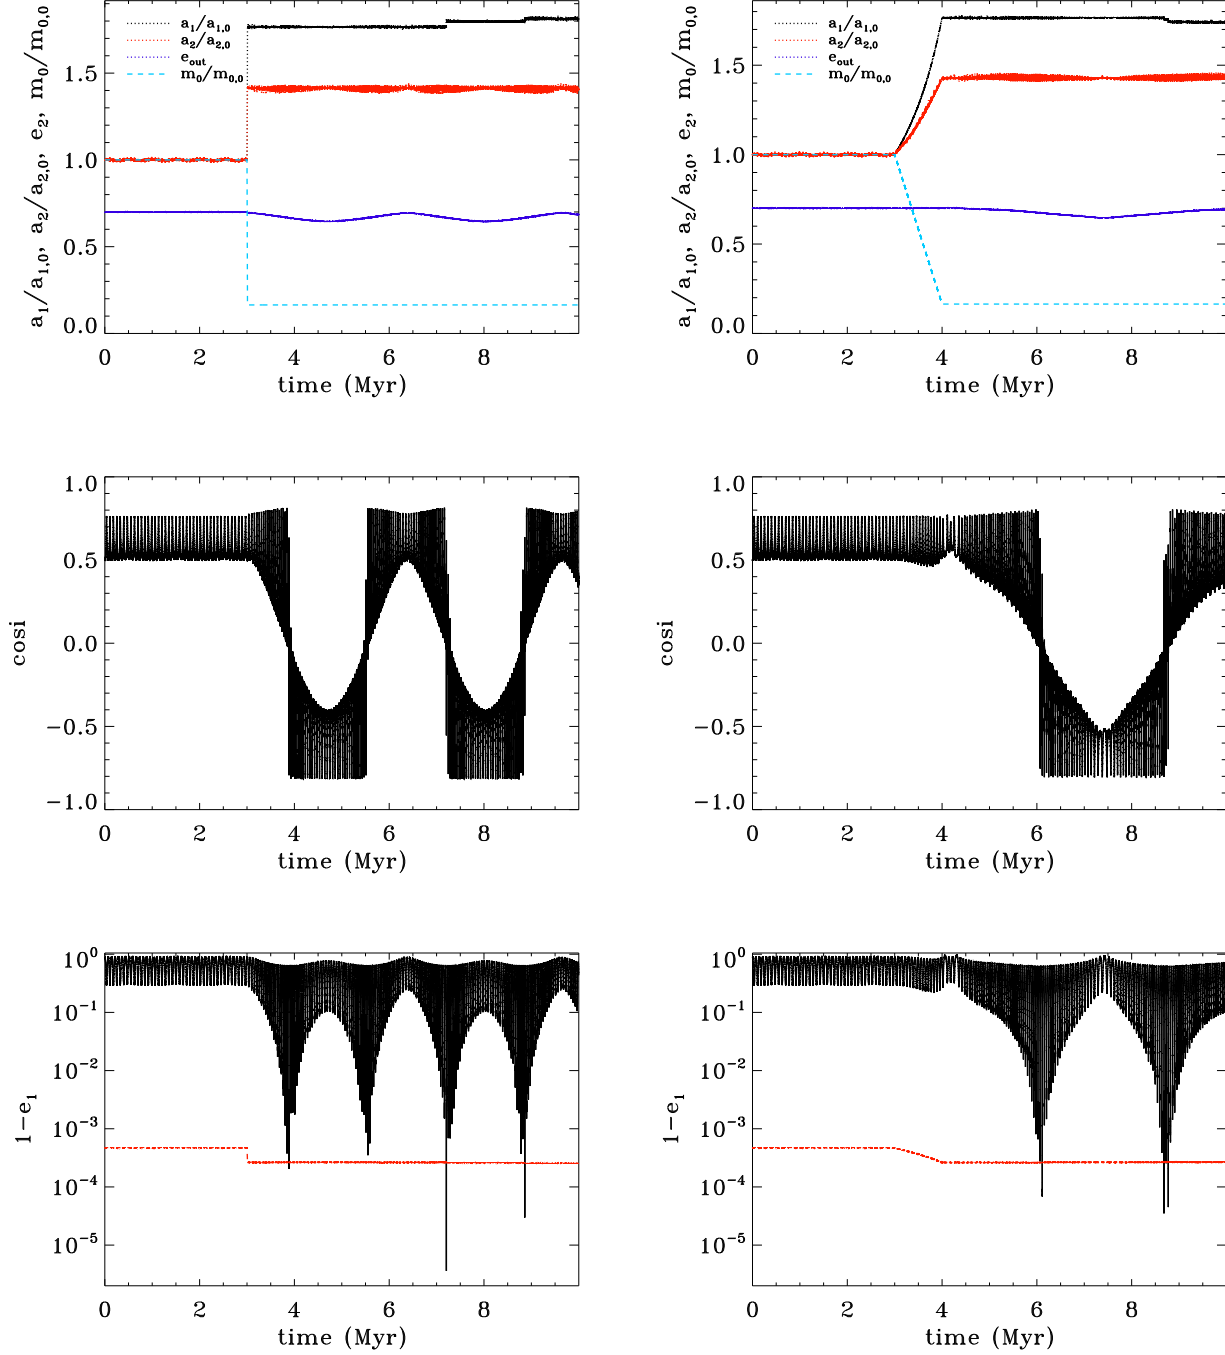 a₁/a₁,₀, a₂/a₂,₀, e₂, m₀/m₀,₀
a₁/a₁,₀
a₂/a₂,₀
e_out
m₀/m₀,₀
1.5
1.0
0.5
0.0
0 2 4 6 8
time (Myr)
a₁/a₁,₀, a₂/a₂,₀, e₂, m₀/m₀,₀
a₁/a₁,₀
a₂/a₂,₀
e_out
m₀/m₀,₀
1.5
1.0
0.5
0.0
0 2 4 6 8
time (Myr)
cosi
1.0
0.5
0.0
−0.5
−1.0
0 2 4 6 8
time (Myr)
cosi
1.0
0.5
0.0
−0.5
−1.0
0 2 4 6 8
time (Myr)
1−e₁
10⁰
10⁻¹
10⁻²
10⁻³
10⁻⁴
10⁻⁵
0 2 4 6 8
time (Myr)
1−e₁
10⁰
10⁻¹
10⁻²
10⁻³
10⁻⁴
10⁻⁵
0 2 4 6 8
time (Myr)